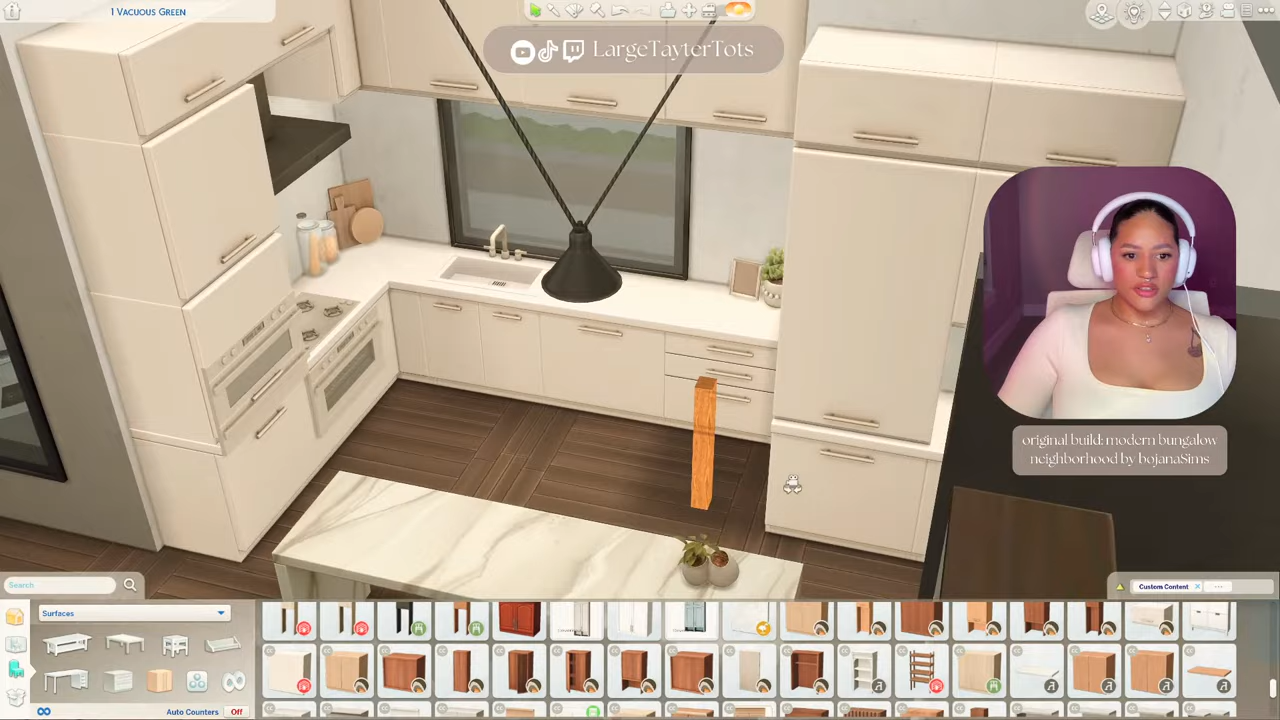 1 Vacuous Green
LargeTayterTots
original build: modern bungalow
neighborhood by bojanaSims
Search
Custom Content
Surfaces
Auto Counters
Off